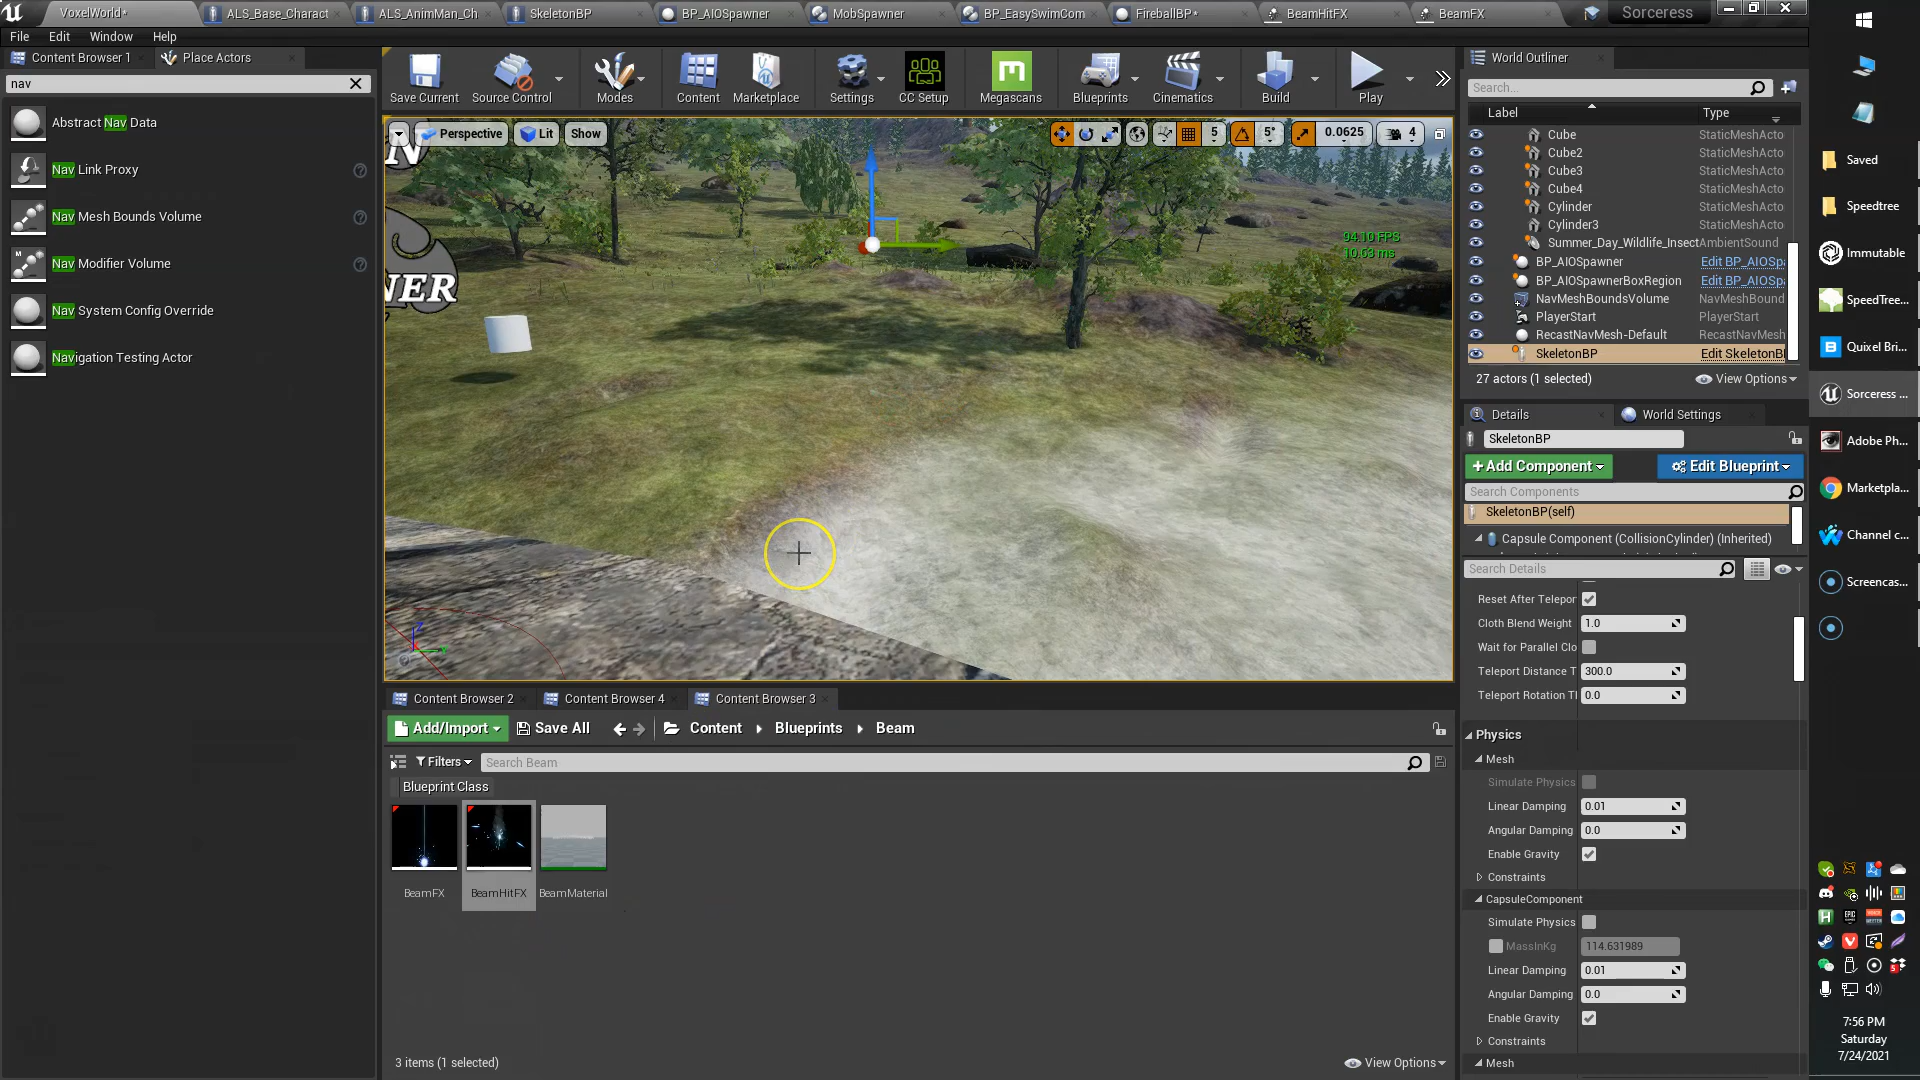 VoxelWorld*
ALS_Base_Charact
ALS_AnimMan_Ch
SkeletonBP
BP_AIOSpawner
MobSpawner
BP_EasySwimCom
FireballBP*
BeamHitFX
BeamFX
Sorceress
File
Edit
Window
Help
Content Browser 1
Place Actors
nav
Abstract Nav Data
Nav Link Proxy
Nav Mesh Bounds Volume
Nav Modifier Volume
Nav System Config Override
Navigation Testing Actor
Save Current
Source Control
Modes
Content
Marketplace
Settings
CC Setup
Megascans
Blueprints
Cinematics
Build
Play
Perspective
Lit
Show
5
5°
0.0625
4
N
NER
94.10 FPS
10.63 ms
Content Browser 2
Content Browser 4
Content Browser 3
Add/Import
Save All
Content
Blueprints
Beam
Filters
Search Beam
Blueprint Class
BeamFX
BeamHitFX
BeamMaterial
3 items (1 selected)
View Options
World Outliner
Search...
Label
Type
Cube StaticMeshActo
Cube2 StaticMeshActo
Cube3 StaticMeshActo
Cube4 StaticMeshActo
Cylinder StaticMeshActo
Cylinder3 StaticMeshActo
Summer_Day_Wildlife_Insect AmbientSound
BP_AIOSpawner Edit BP_AIOSp
BP_AIOSpawnerBoxRegion Edit BP_AIOSp
NavMeshBoundsVolume NavMeshBound
PlayerStart PlayerStart
RecastNavMesh-Default RecastNavMesh
SkeletonBP Edit SkeletonB
27 actors (1 selected)
View Options
Details
World Settings
SkeletonBP
+Add Component
Edit Blueprint
Search Components
SkeletonBP(self)
Capsule Component (CollisionCylinder) (Inherited)
Search Details
Reset After Telepor
Cloth Blend Weight 1.0
Wait for Parallel Clo
Teleport Distance T 300.0
Teleport Rotation Tl 0.0
Physics
Mesh
Simulate Physics
Linear Damping 0.01
Angular Damping 0.0
Enable Gravity
Constraints
CapsuleComponent
Simulate Physics
MassInKg 114.631989
Linear Damping 0.01
Angular Damping 0.0
Enable Gravity
Constraints
Mesh
Saved
Speedtree
Immutable
SpeedTree...
Quixel Bri...
Sorceress ...
Adobe Ph...
Marketpla...
Channel c...
Screencas...
7:56 PM
Saturday
7/24/2021